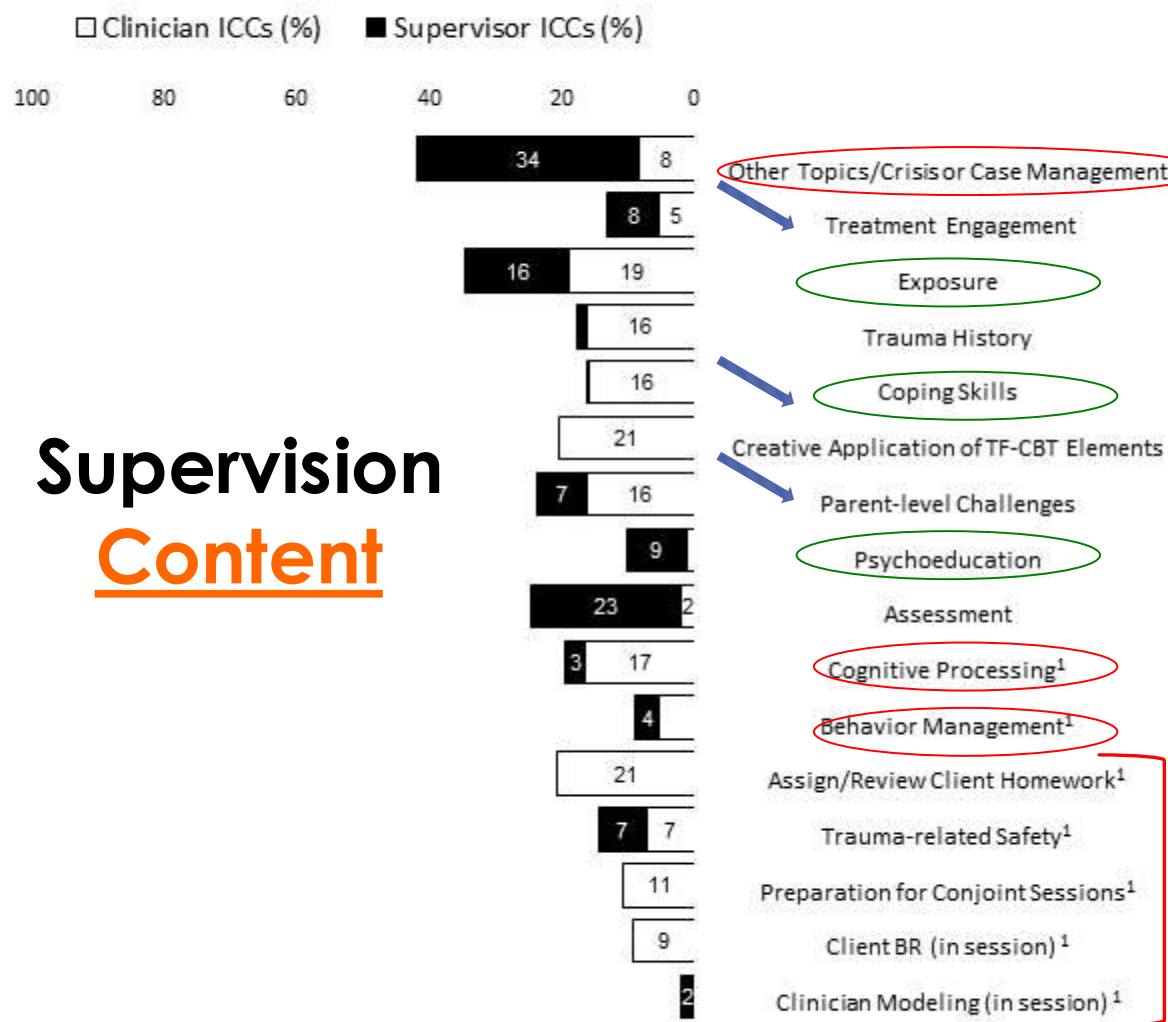 □ Clinician ICCs (%) ■ Supervisor ICCs (%)
100 80 60 40 20 0
34 8 Other Topics/Crisis or Case Management
8 5 Treatment Engagement
16 19 Exposure
16 Trauma History
16 Coping Skills
21 Creative Application of TF-CBT Elements
Supervision
7 16 Parent-level Challenges
Content
9 Psychoeducation
23 2 Assessment
3 17 Cognitive Processing¹
4 Behavior Management¹
21 Assign/Review Client Homework¹
7 7 Trauma-related Safety¹
11 Preparation for Conjoint Sessions¹
9 Client BR (in session) ¹
2 Clinician Modeling (in session) ¹